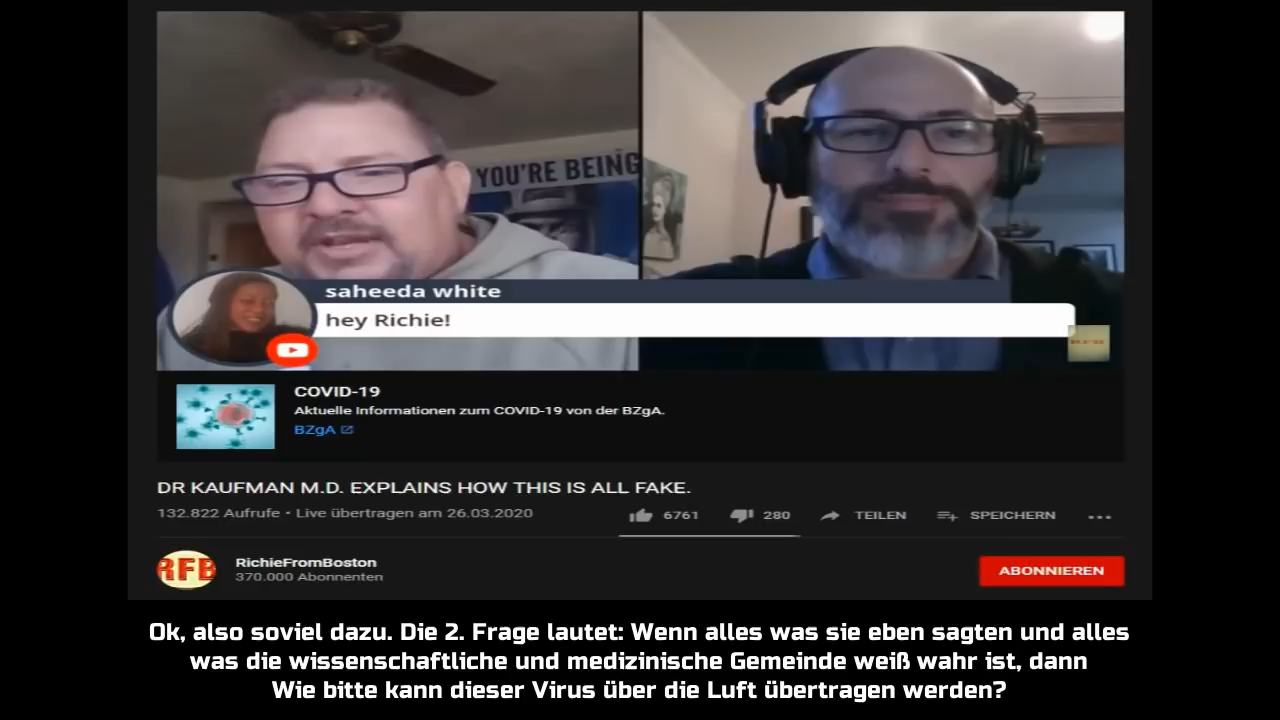 YOU'RE BEING
saheeda white
hey Richie!
COVID-19
Aktuelle Informationen zum COVID-19 von der BZgA.
BZgA
DR KAUFMAN M.D. EXPLAINS HOW THIS IS ALL FAKE.
132.822 Aufrufe • Live übertragen am 26.03.2020
6761 280 TEILEN SPEICHERN
RFB
RichieFromBoston
370.000 Abonnenten
ABONNIEREN
Ok, also soviel dazu. Die 2. Frage lautet: Wenn alles was sie eben sagten und alles
was die wissenschaftliche und medizinische Gemeinde weiß wahr ist, dann
Wie bitte kann dieser Virus über die Luft übertragen werden?